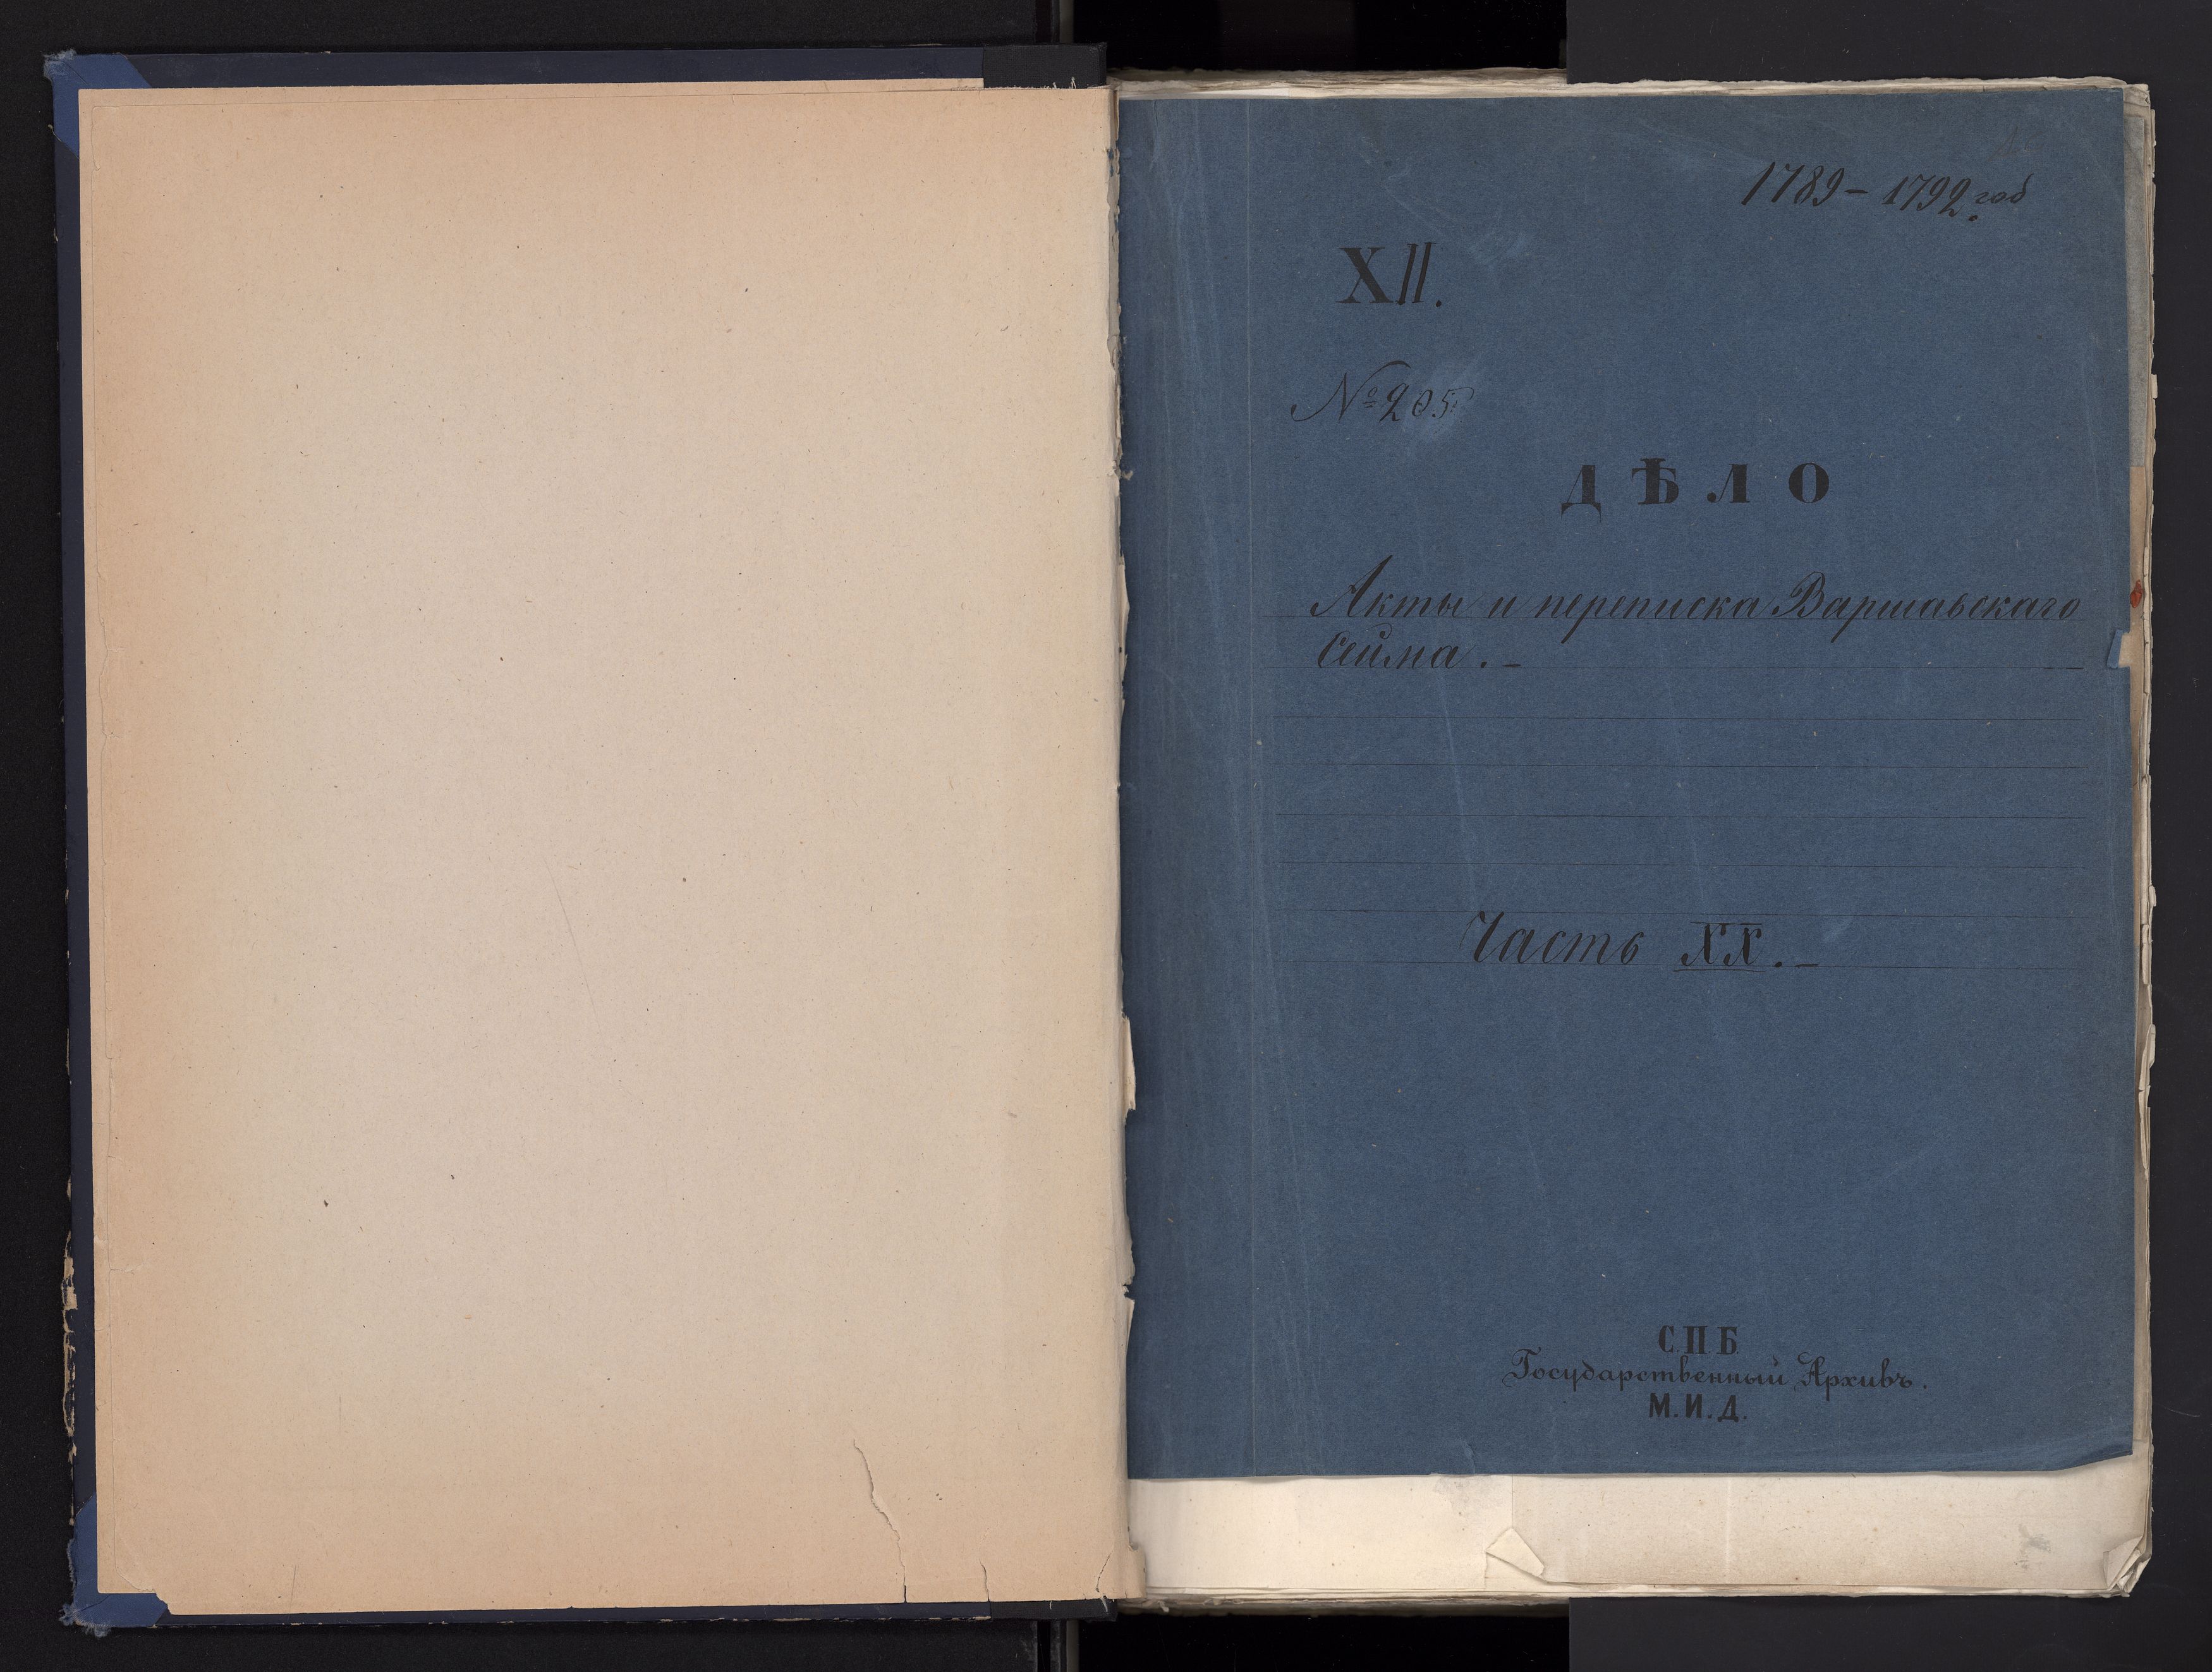 1789 – 1792. год
XII.
№ 205
ДѢЛО
Акты и переписка Варшавскаго
Сейма. –
Часть XX. –
С.П.Б.
Государственный Архивъ.
М.И.Д.